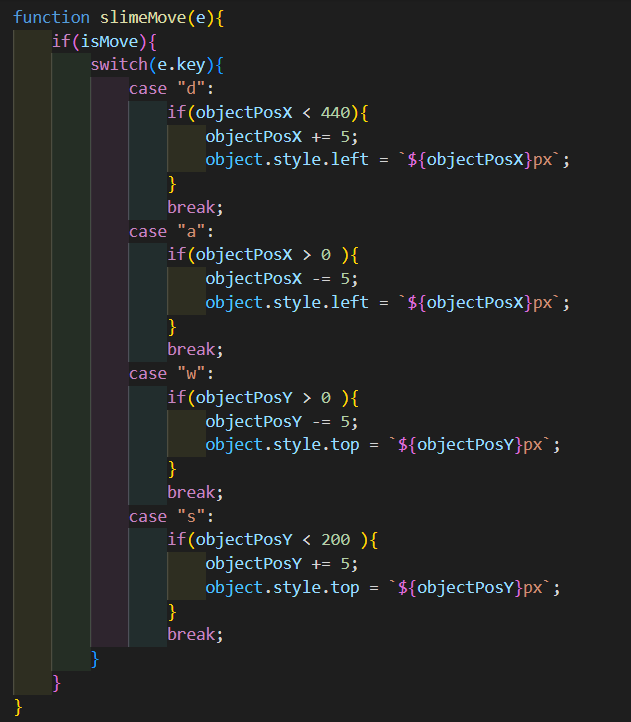 function slimeMove(e){
    if(isMove){
        switch(e.key){
            case "d":
                if(objectPosX < 440){
                    objectPosX += 5;
                    object.style.left = `${objectPosX}px`;
                }
                break;
            case "a":
                if(objectPosX > 0 ){
                    objectPosX -= 5;
                    object.style.left = `${objectPosX}px`;
                }
                break;
            case "w":
                if(objectPosY > 0 ){
                    objectPosY -= 5;
                    object.style.top = `${objectPosY}px`;
                }
                break;
            case "s":
                if(objectPosY < 200 ){
                    objectPosY += 5;
                    object.style.top = `${objectPosY}px`;
                }
                break;
        }
    }
}